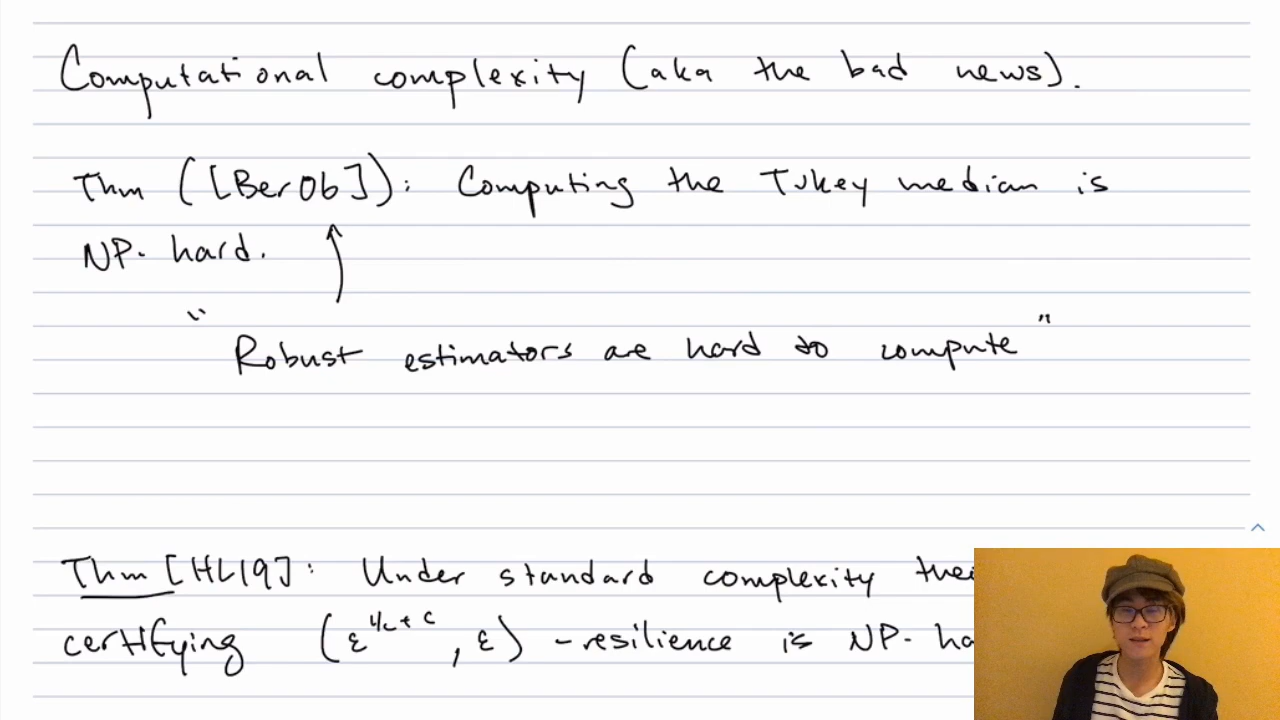 Computational complexity (aka the bad news).
Thm ([Ber06]): Computing the Tukey median is
NP-hard.
"Robust estimators are hard to compute"
Thm [HL19]: Under standard complexity
certifying (ε^{1/2+c}, ε)-resilience is NP-